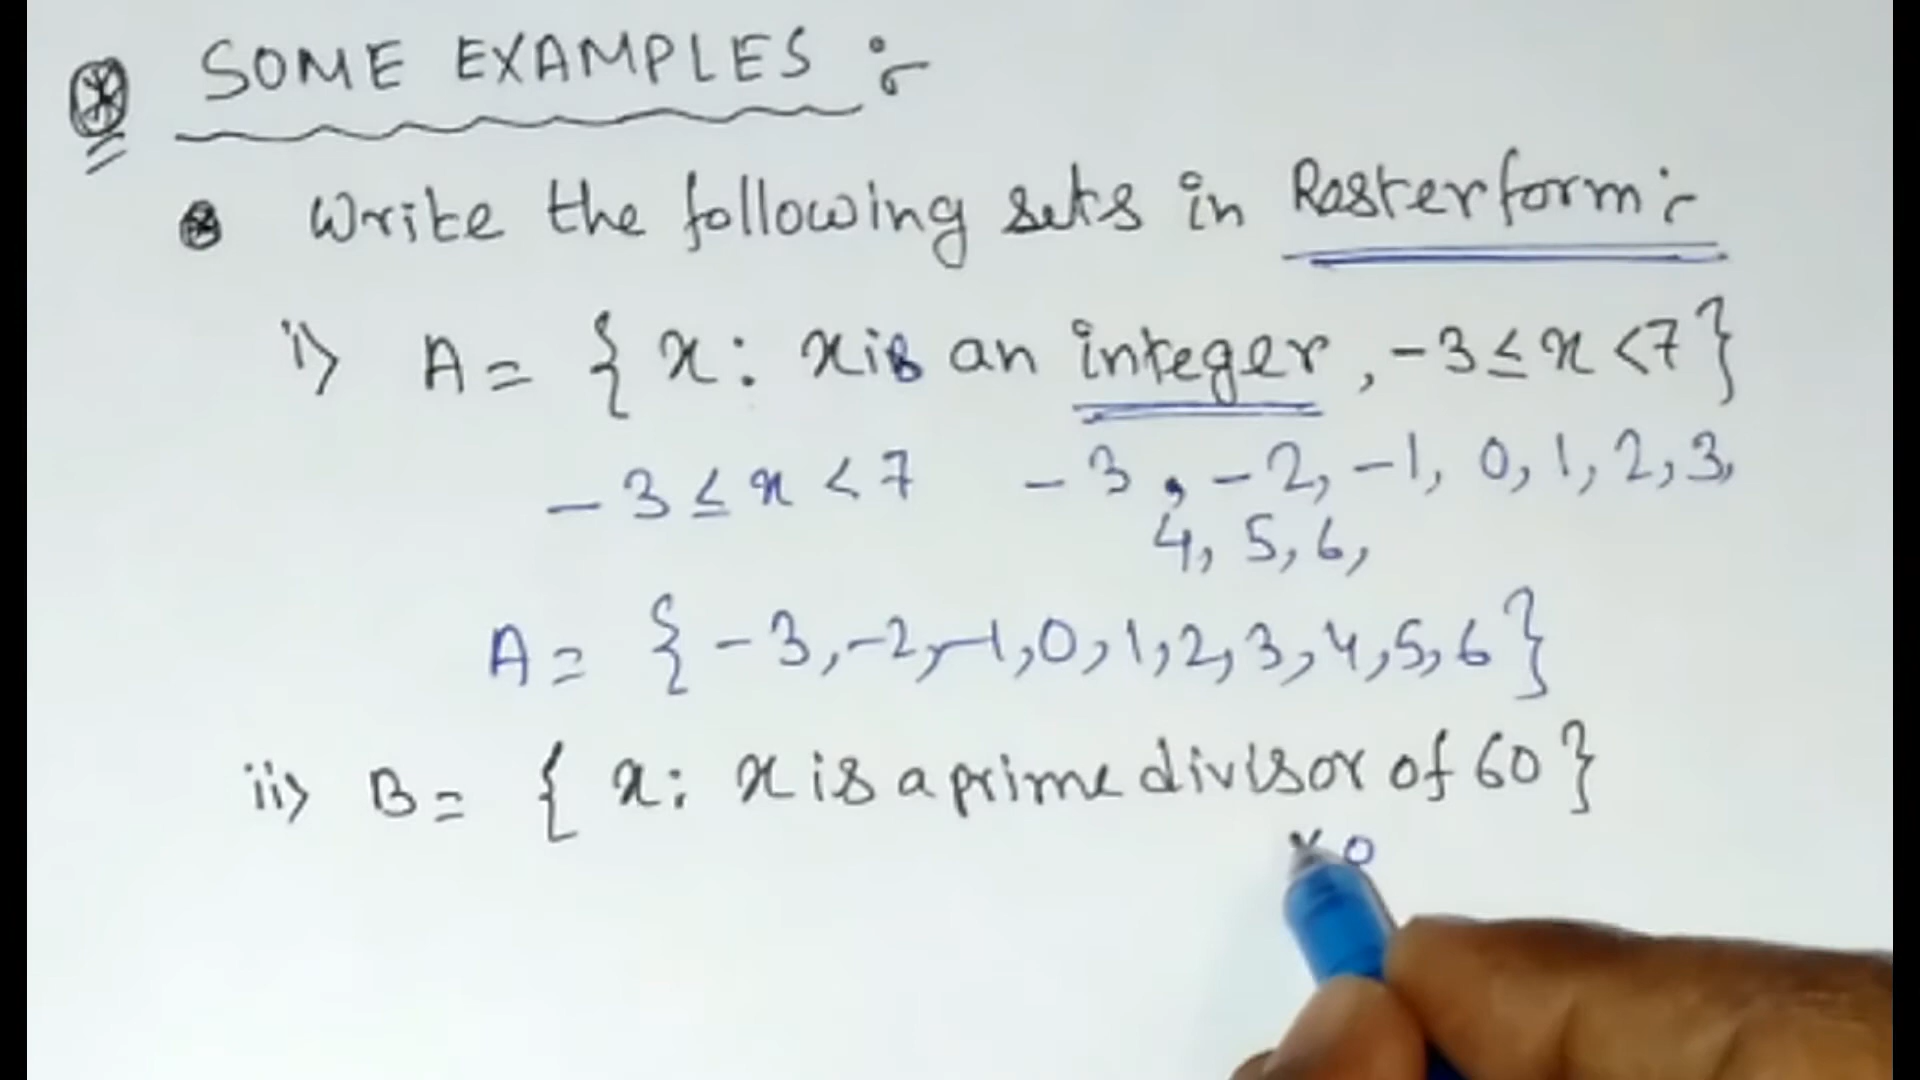 SOME EXAMPLES :-
Write the following sets in Roster form :-
i) A = { x : x is an integer , -3 ≤ x < 7 }
-3 ≤ x < 7 -3 , -2, -1, 0, 1, 2, 3,
4, 5, 6,
A = { -3, -2, -1, 0, 1, 2, 3, 4, 5, 6 }
ii) B = { x : x is a prime divisor of 60 }